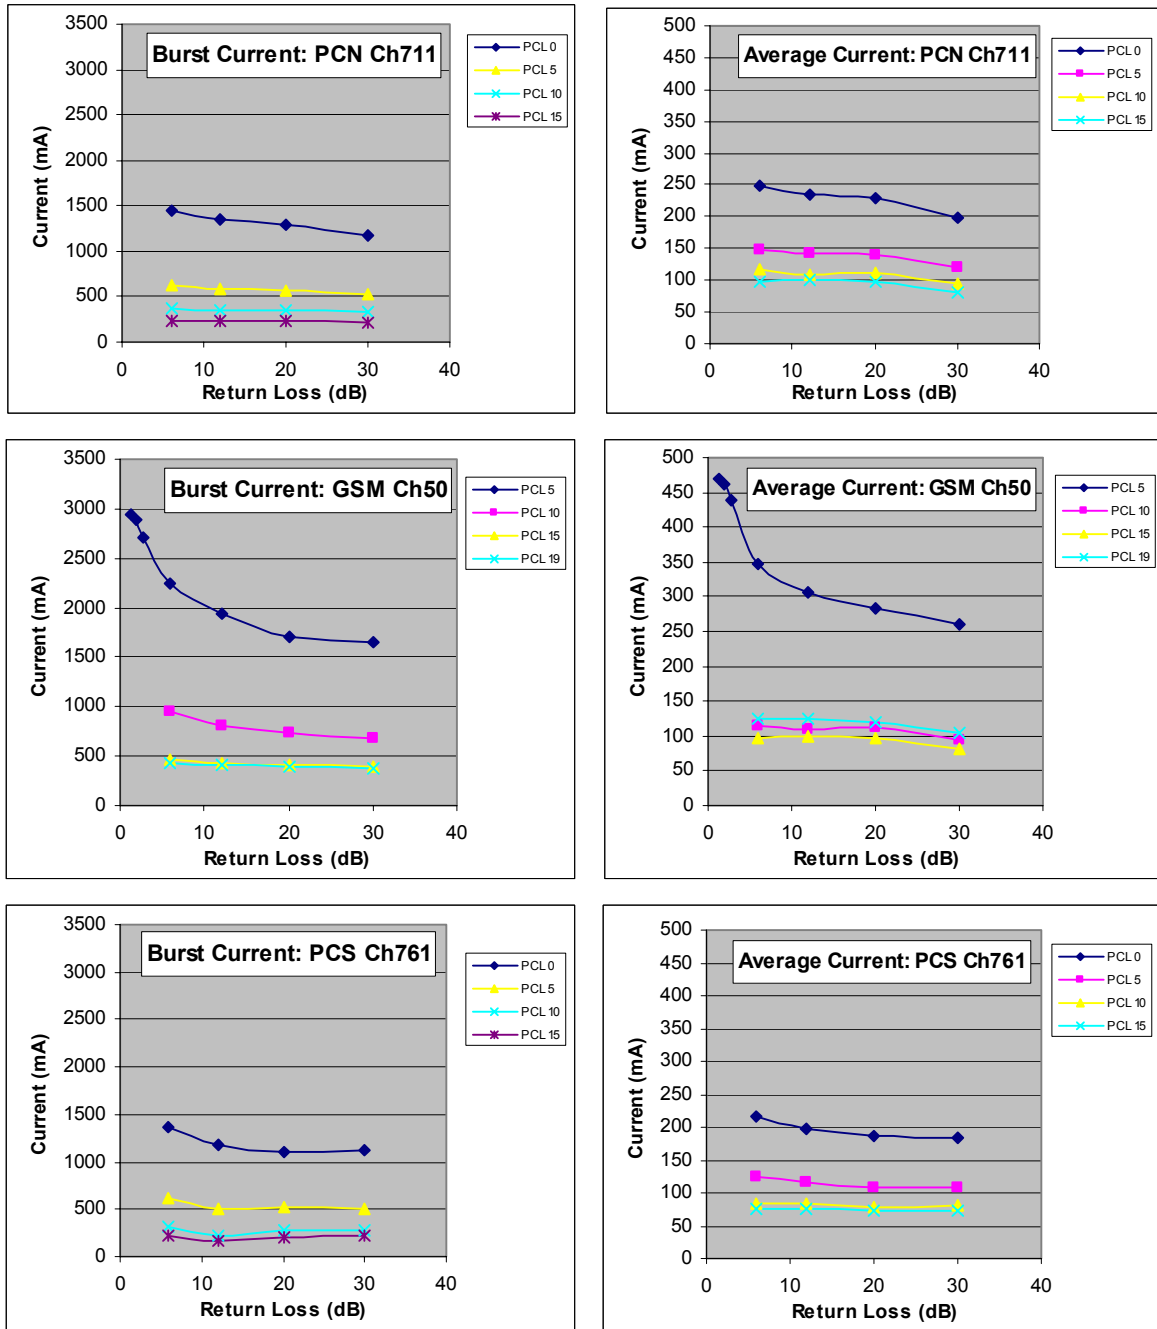 Burst Current: PCN Ch711
3500
3000
2500
2000
1500
1000
500
0
0 10 20 30 40
Current (mA)
Return Loss (dB)
PCL 0
PCL 5
PCL 10
PCL 15
Average Current: PCN Ch711
500
450
400
350
300
250
200
150
100
50
0
0 10 20 30 40
Current (mA)
Return Loss (dB)
PCL 0
PCL 5
PCL 10
PCL 15
Burst Current: GSM Ch50
3500
3000
2500
2000
1500
1000
500
0
0 10 20 30 40
Current (mA)
Return Loss (dB)
PCL 5
PCL 10
PCL 15
PCL 19
Average Current: GSM Ch50
500
450
400
350
300
250
200
150
100
50
0
0 10 20 30 40
Current (mA)
Return Loss (dB)
PCL 5
PCL 10
PCL 15
PCL 19
Burst Current: PCS Ch761
3500
3000
2500
2000
1500
1000
500
0
0 10 20 30 40
Current (mA)
Return Loss (dB)
PCL 0
PCL 5
PCL 10
PCL 15
Average Current: PCS Ch761
500
450
400
350
300
250
200
150
100
50
0
0 10 20 30 40
Current (mA)
Return Loss (dB)
PCL 0
PCL 5
PCL 10
PCL 15